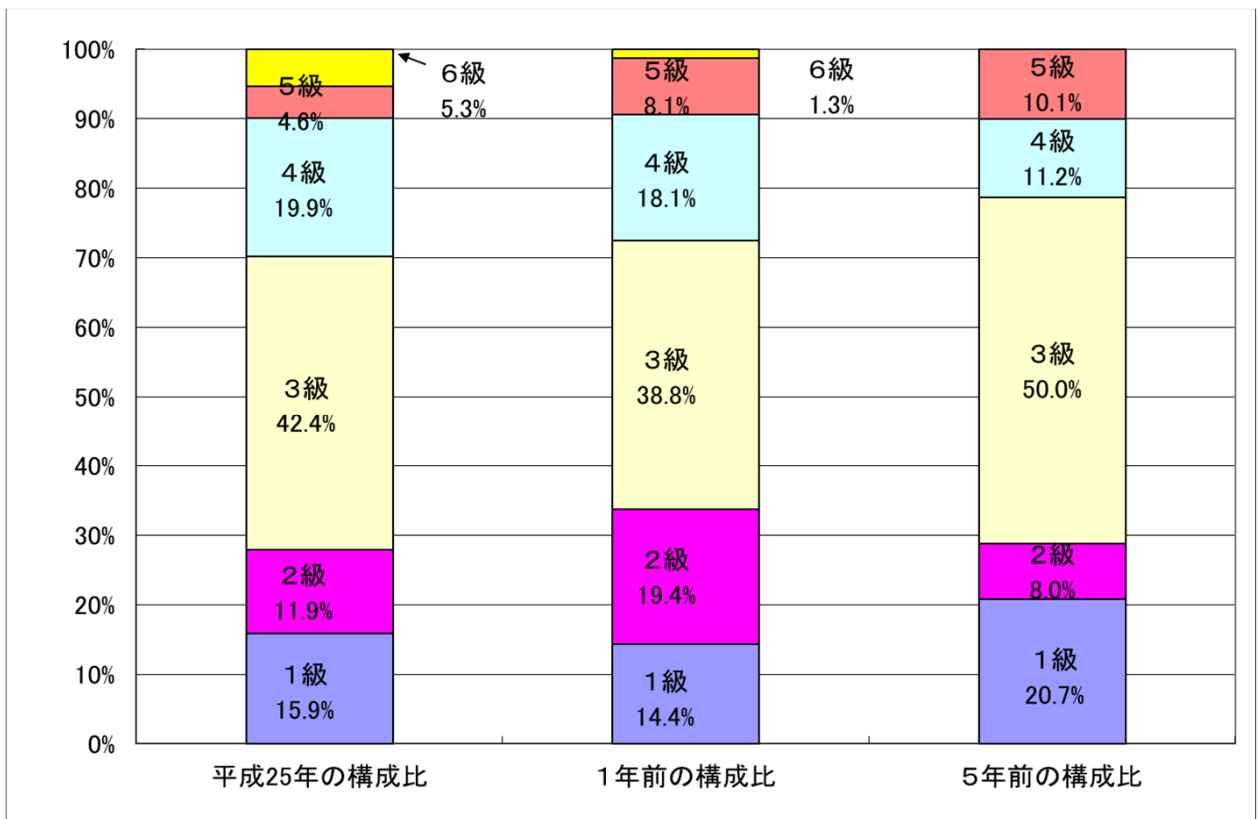 100%
90%
80%
70%
60%
50%
40%
30%
20%
10%
0%
6級
5.3%
5級
4.6%
4級
19.9%
3級
42.4%
2級
11.9%
1級
15.9%
平成25年の構成比
6級
1.3%
5級
8.1%
4級
18.1%
3級
38.8%
2級
19.4%
1級
14.4%
1年前の構成比
5級
10.1%
4級
11.2%
3級
50.0%
2級
8.0%
1級
20.7%
5年前の構成比